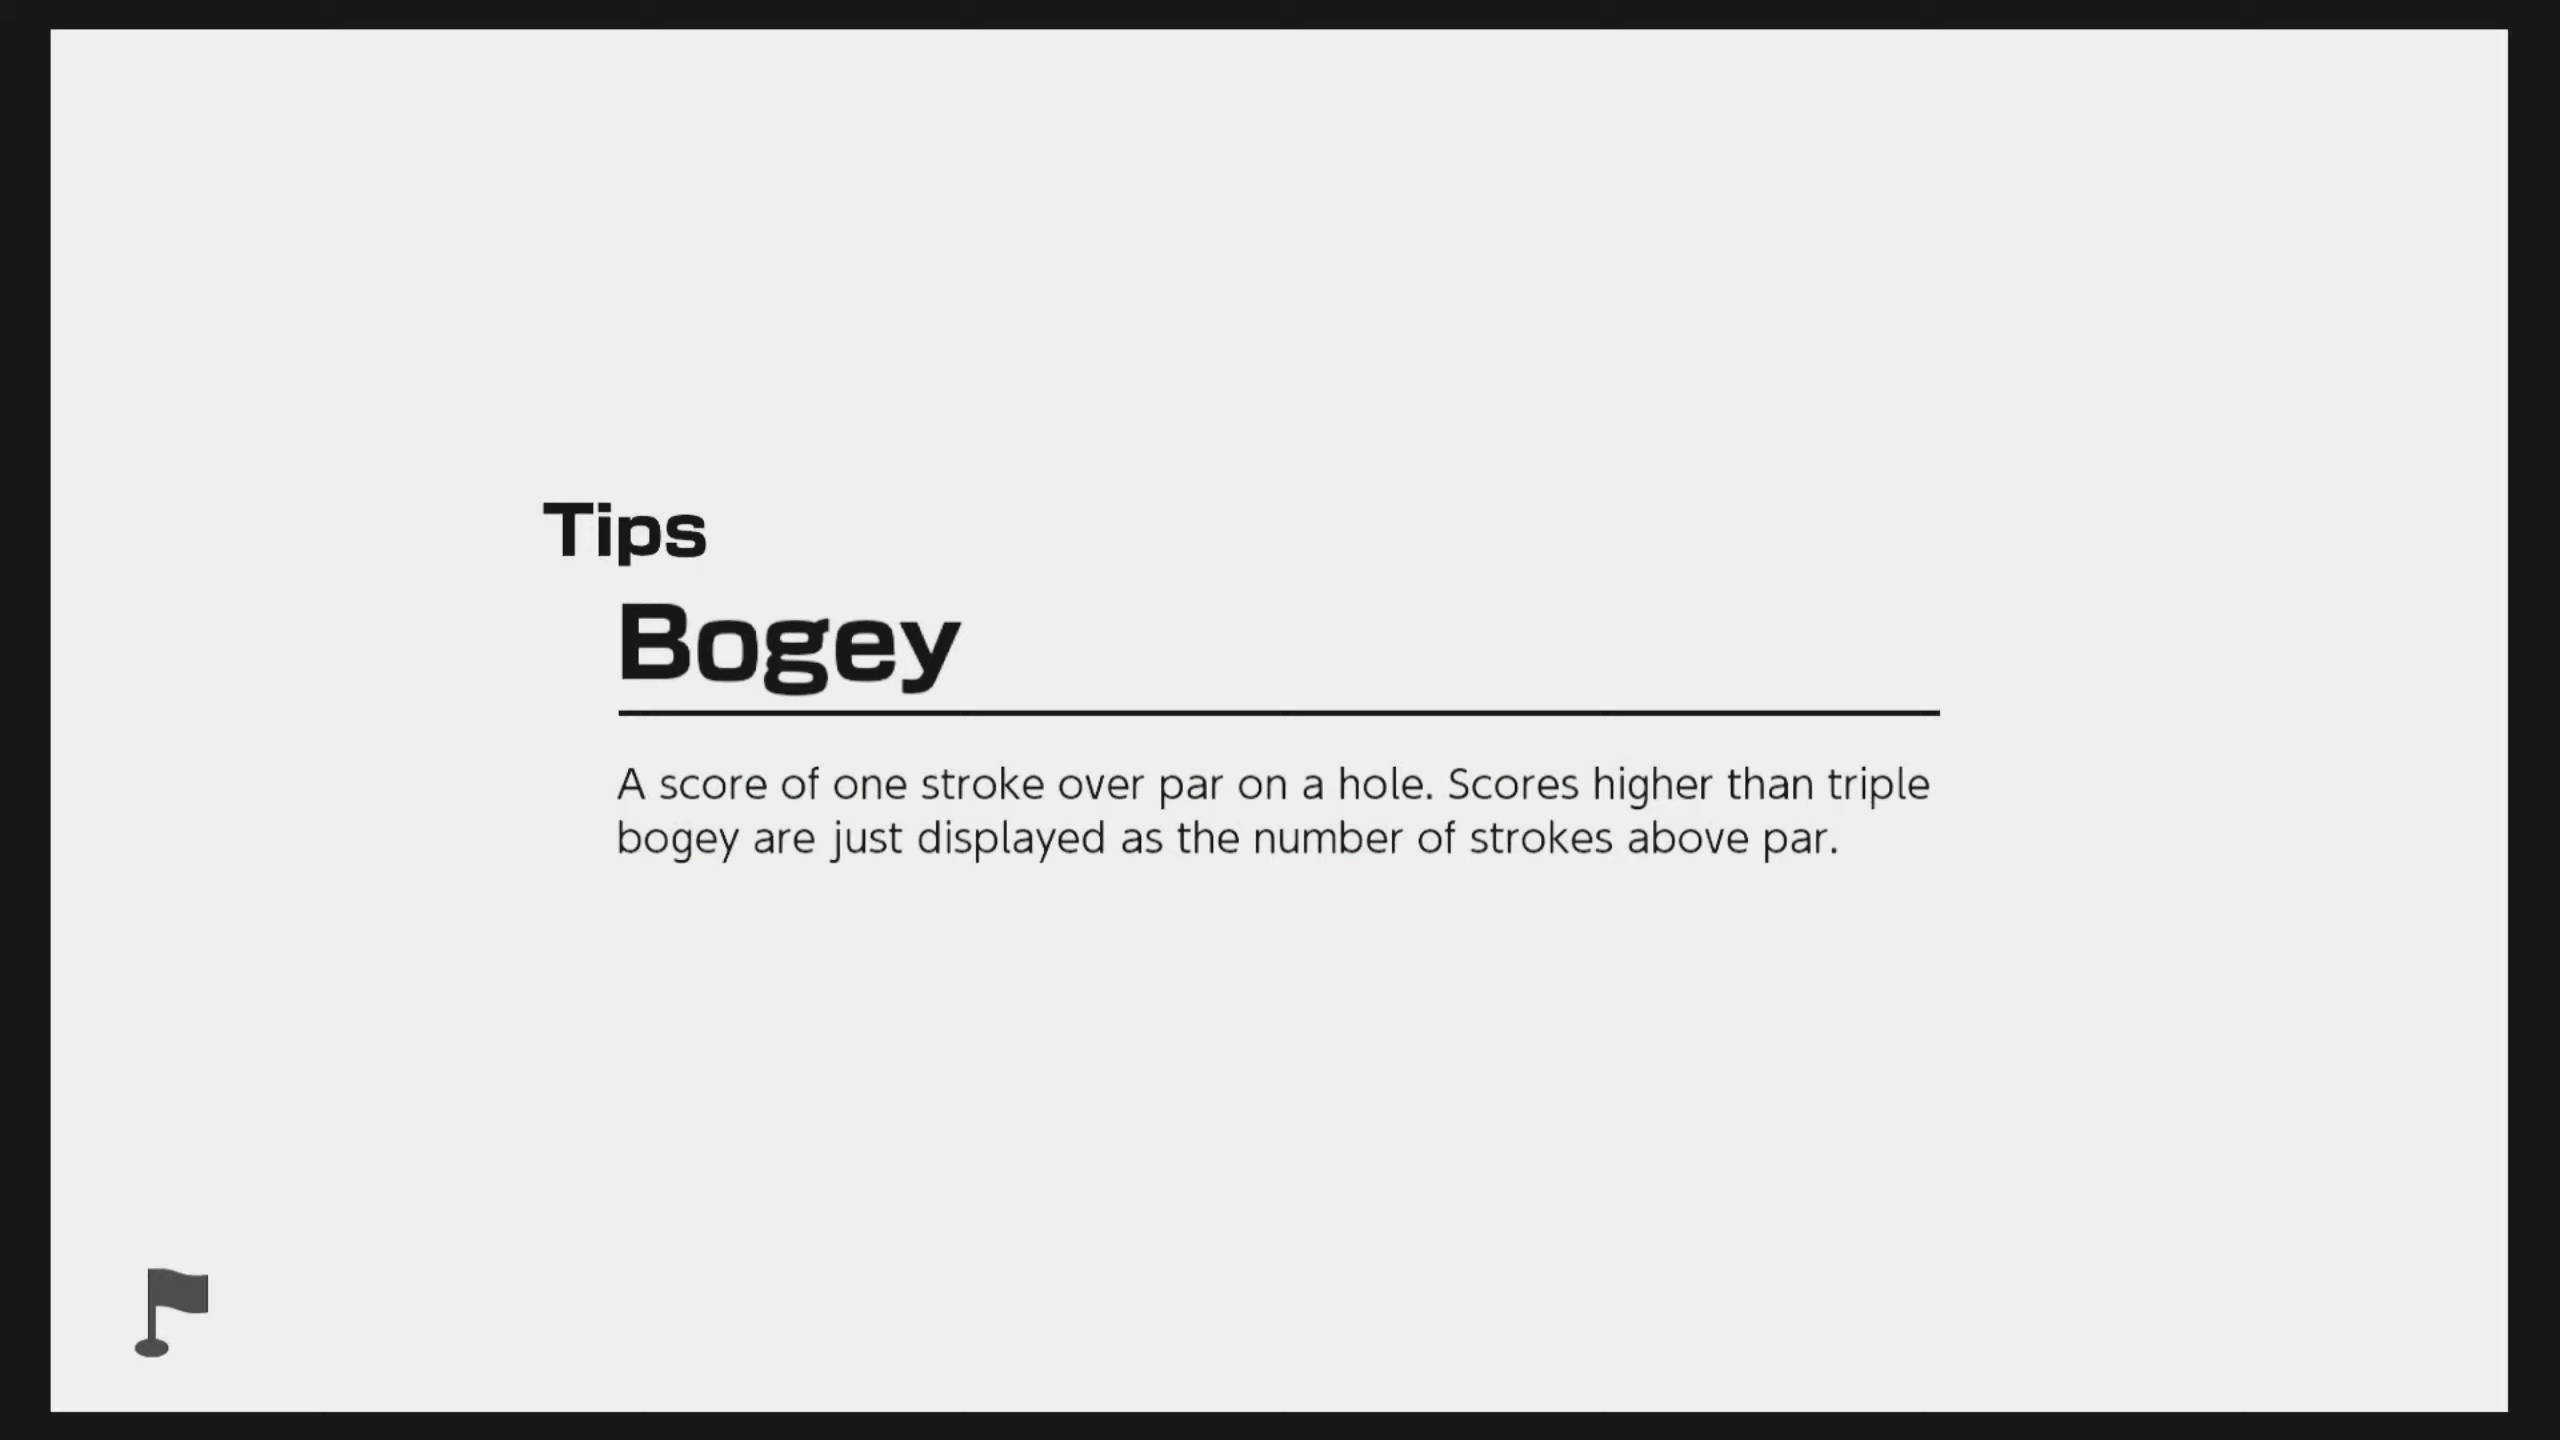 Tips
Bogey
A score of one stroke over par on a hole. Scores higher than triple
bogey are just displayed as the number of strokes above par.